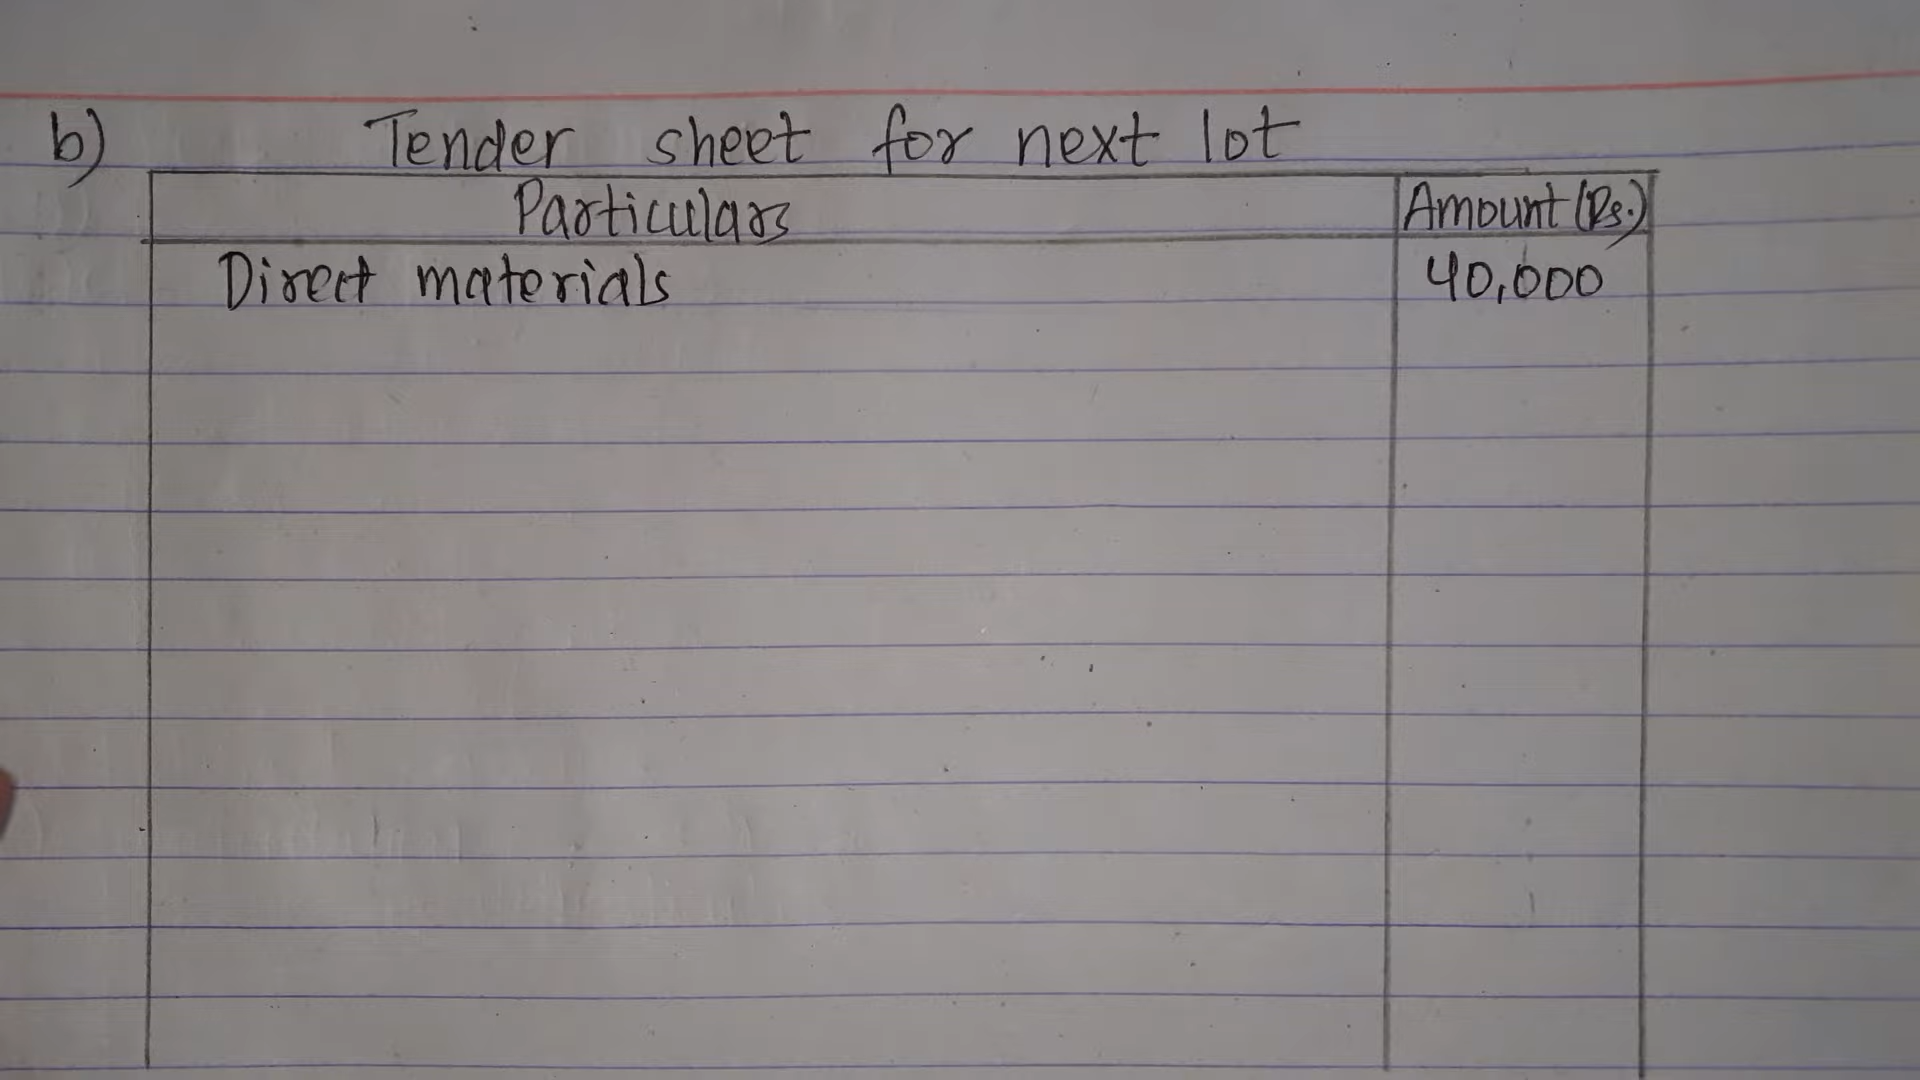 b) Tender sheet for next lot
Particulars Amount (Rs.)
Direct materials 40,000